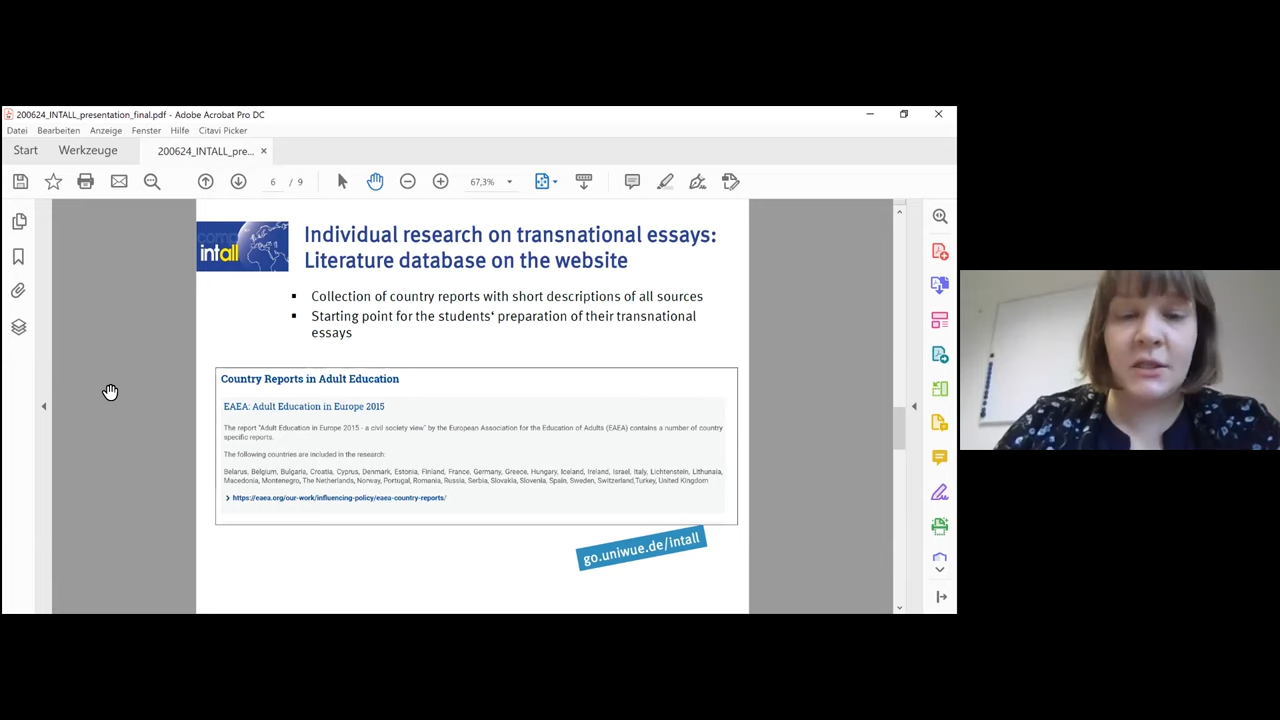 200624_INTALL_presentation_final.pdf - Adobe Acrobat Pro DC
Datei Bearbeiten Anzeige Fenster Hilfe Citavi Picker
Start Werkzeuge 200624_INTALL_pre... ×
6 / 9 67,3%
comp
intall
Individual research on transnational essays:
Literature database on the website
▪ Collection of country reports with short descriptions of all sources
▪ Starting point for the students‘ preparation of their transnational
essays
Country Reports in Adult Education
EAEA: Adult Education in Europe 2015
The report "Adult Education in Europe 2015 - a civil society view" by the European Association for the Education of Adults (EAEA) contains a number of country
specific reports.
The following countries are included in the research:
Belarus, Belgium, Bulgaria, Croatia, Cyprus, Denmark, Estonia, Finland, France, Germany, Greece, Hungary, Iceland, Ireland, Israel, Italy, Lichtenstein, Lithunaia,
Macedonia, Montenegro, The Netherlands, Norway, Portugal, Romania, Russia, Serbia, Slovakia, Slovenia, Spain, Sweden, Switzerland,Turkey, United Kingdom
> https://eaea.org/our-work/influencing-policy/eaea-country-reports/
go.uniwue.de/intall